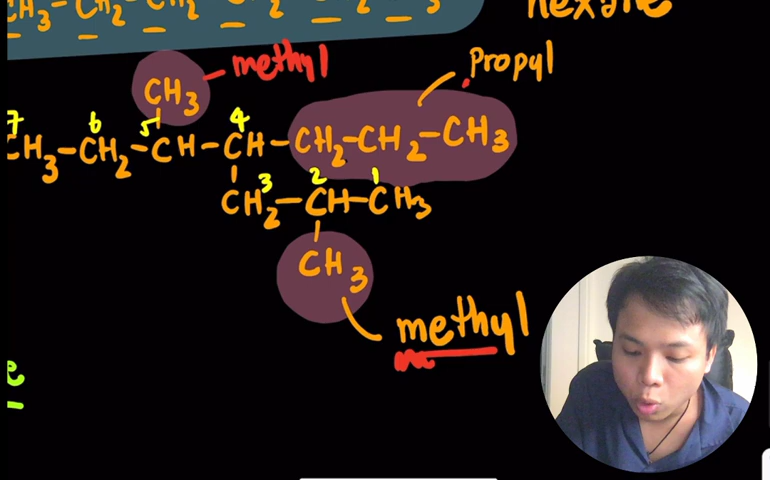 hexane
CH3 - methyl
Propyl
7 6 5 4
CH3-CH2-CH-CH-CH2-CH2-CH3
3 2 1
CH2-CH-CH3
CH3
methyl
e